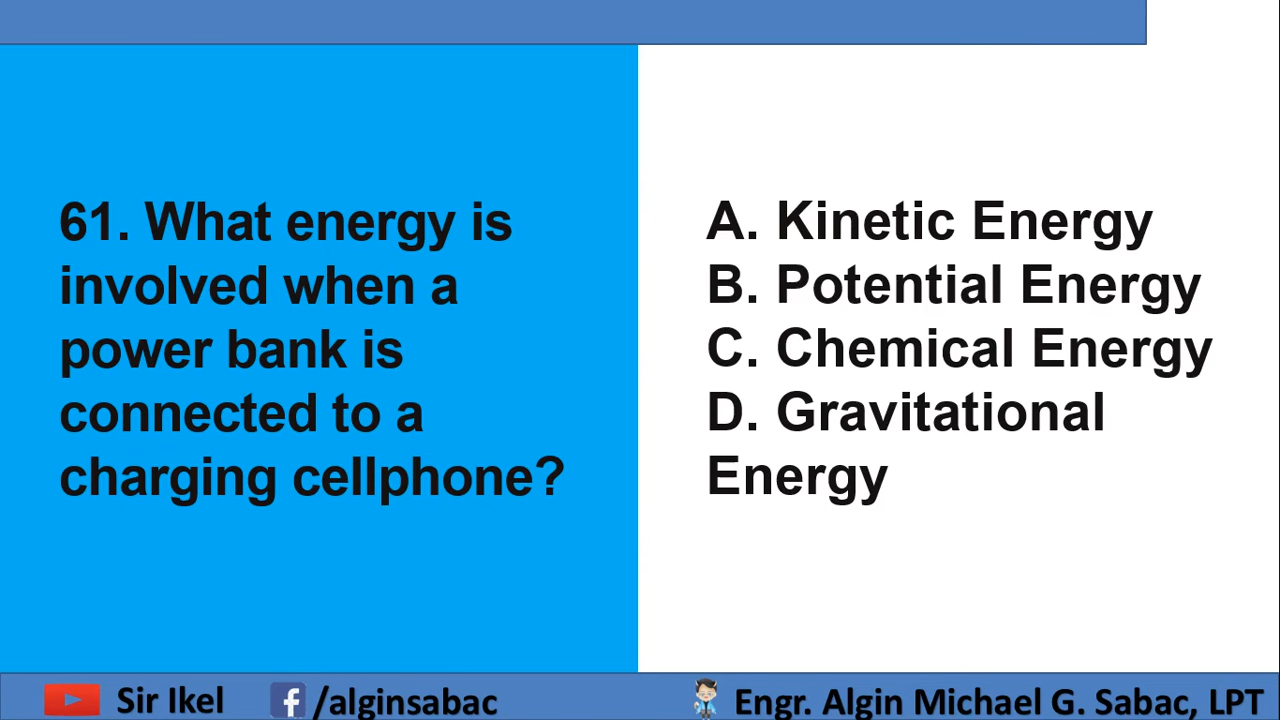 61. What energy is
involved when a
power bank is
connected to a
charging cellphone?
A. Kinetic Energy
B. Potential Energy
C. Chemical Energy
D. Gravitational
Energy
Sir Ikel
/alginsabac
Engr. Algin Michael G. Sabac, LPT